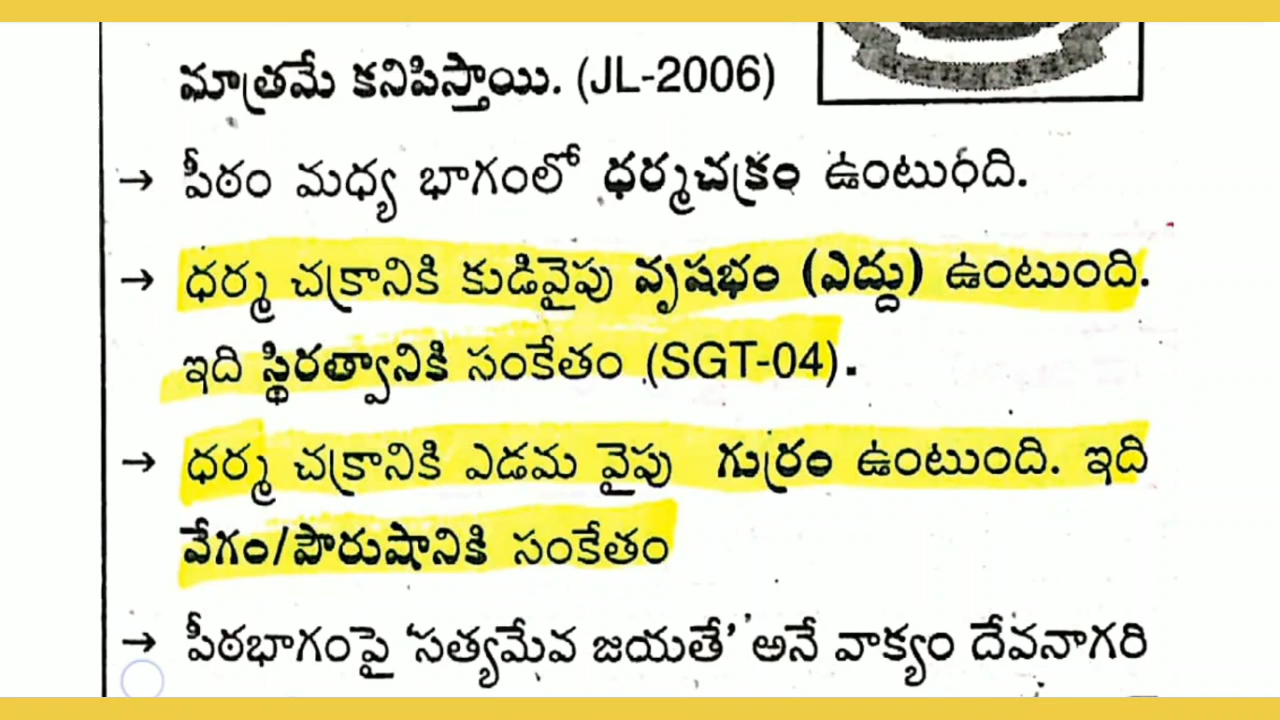 మాత్రమే కనిపిస్తాయి. (JL-2006)
→ పీఠం మధ్య భాగంలో ధర్మచక్రం ఉంటుంది.
→ ధర్మ చక్రానికి కుడివైపు వృషభం (ఎద్దు) ఉంటుంది.
ఇది స్థిరత్వానికి సంకేతం (SGT-04).
→ ధర్మ చక్రానికి ఎడమ వైపు గుర్రం ఉంటుంది. ఇది
వేగం/పౌరుషానికి సంకేతం
→ పీఠభాగంపై ‘సత్యమేవ జయతే’ అనే వాక్యం దేవనాగరి